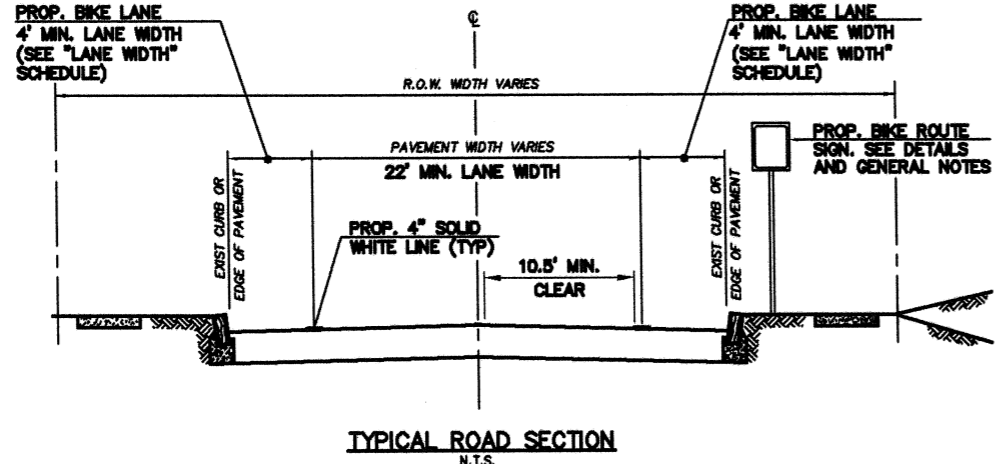 PROP. BIKE LANE
4' MIN. LANE WIDTH
(SEE "LANE WIDTH"
SCHEDULE)
℄
PROP. BIKE LANE
4' MIN. LANE WIDTH
(SEE "LANE WIDTH"
SCHEDULE)
R.O.W. WIDTH VARIES
PROP. BIKE ROUTE
SIGN. SEE DETAILS
AND GENERAL NOTES
PAVEMENT WIDTH VARIES
22' MIN. LANE WIDTH
EXIST CURB OR
EDGE OF PAVEMENT
PROP. 4" SOLID
WHITE LINE (TYP)
10.5' MIN.
CLEAR
EXIST CURB OR
EDGE OF PAVEMENT
TYPICAL ROAD SECTION
N.T.S.